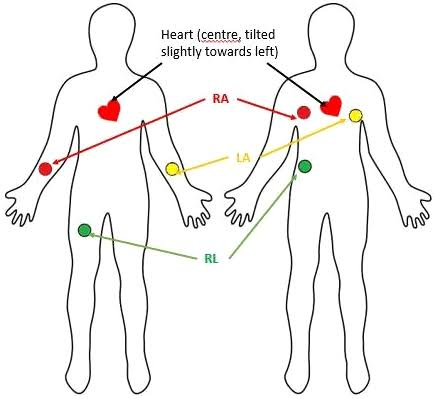 Heart (centre, tilted
slightly towards left)
RA
LA
RL